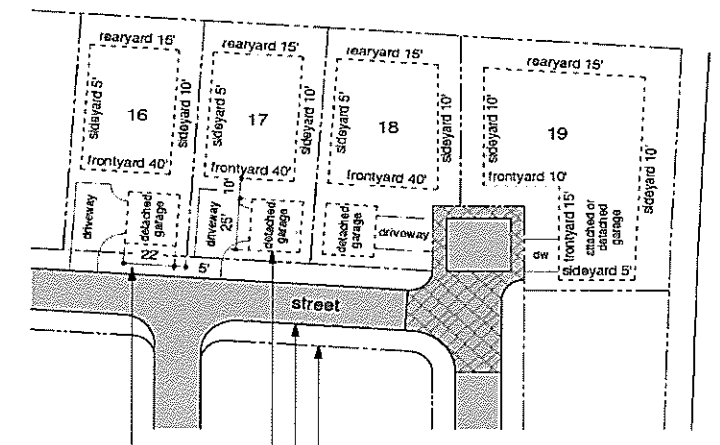 rearyard 15'
sideyard 5'
16
sideyard 10'
frontyard 40'
driveway
detached
garage
22
5'
rearyard 15'
sideyard 5'
17
sideyard 10'
frontyard 40'
10'
driveway
25'
detached
garage
rearyard 15'
sideyard 5'
18
sideyard 10'
frontyard 40'
detached
garage
driveway
rearyard 15'
sideyard 10'
19
sideyard 10'
frontyard 10'
frontyard 15'
attached or
detached
garage
dw
sideyard 5'
street